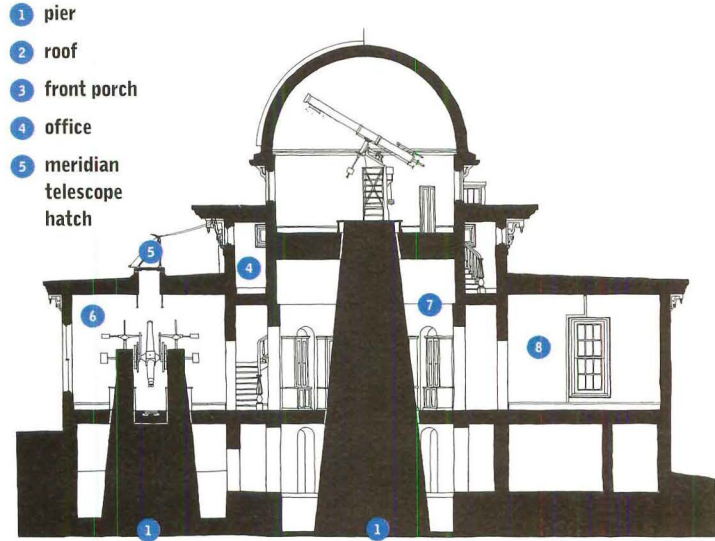 1 pier
2 roof
3 front porch
4 office
5 meridian
telescope
hatch
5
4
6
7
8
1
1